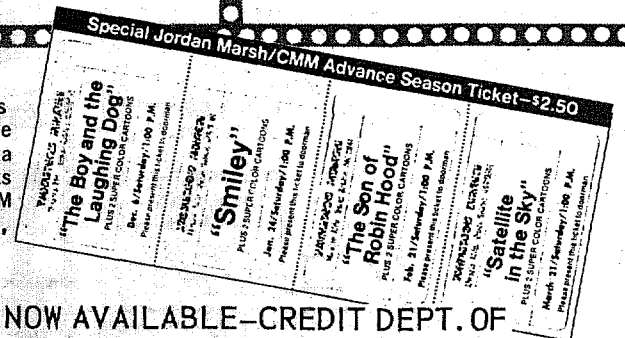 Special Jordan Marsh/CMM Advance Season Ticket—$2.50
"The Boy and the
Laughing Dog"
PLUS 2 SUPER COLOR CARTOONS
Dec. 6/Saturday/1:00 P.M.
Please present this ticket to doorman
"Smiley"
PLUS 2 SUPER COLOR CARTOONS
Jan. 24/Saturday/1:00 P.M.
Please present this ticket to doorman
"The Son of
Robin Hood"
PLUS 2 SUPER COLOR CARTOONS
Feb. 21/Saturday/1:00 P.M.
Please present this ticket to doorman
"Satellite
in the Sky"
PLUS 2 SUPER COLOR CARTOONS
March 21/Saturday/1:00 P.M.
Please present this ticket to doorman
NOW AVAILABLE–CREDIT DEPT. OF